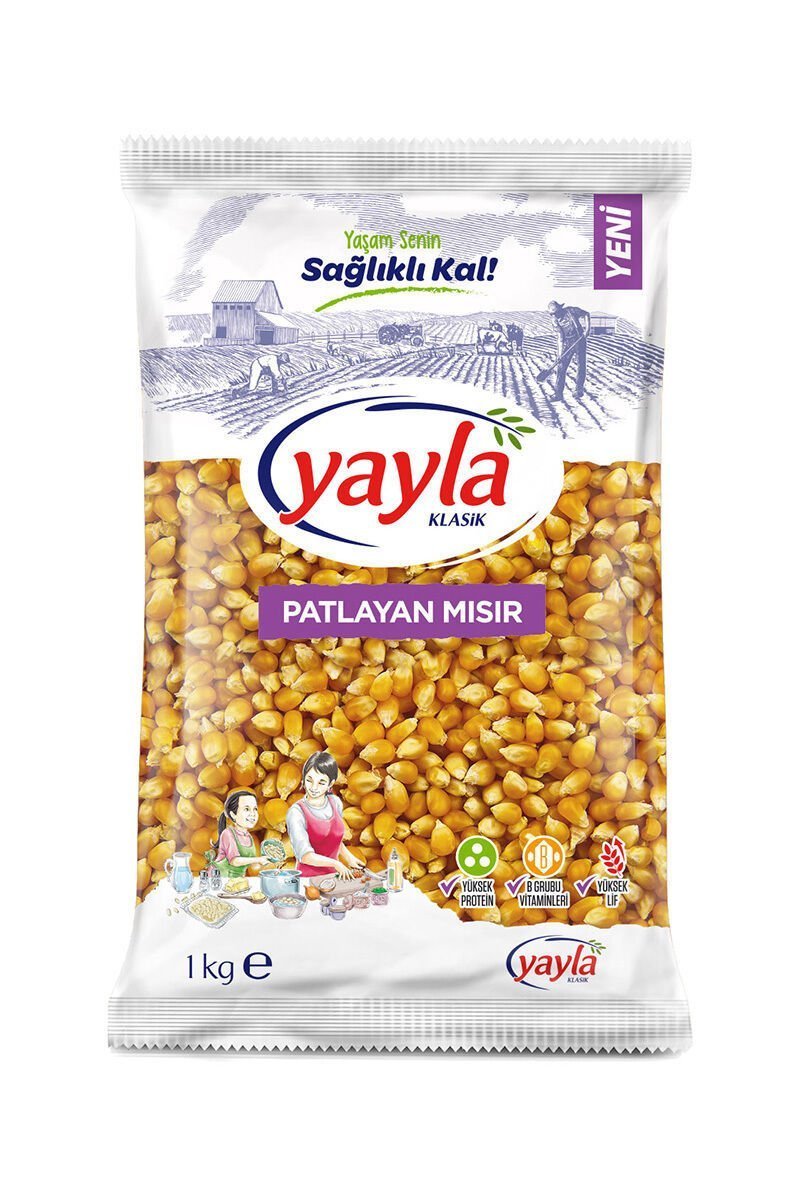 Yaşam Senin
Sağlıklı Kal!
YENİ
yayla
KLASİK
PATLAYAN MISIR
YÜKSEK
PROTEİN
B
B GRUBU
VİTAMİNLERİ
YÜKSEK
LİF
1 kg e
yayla
KLASİK